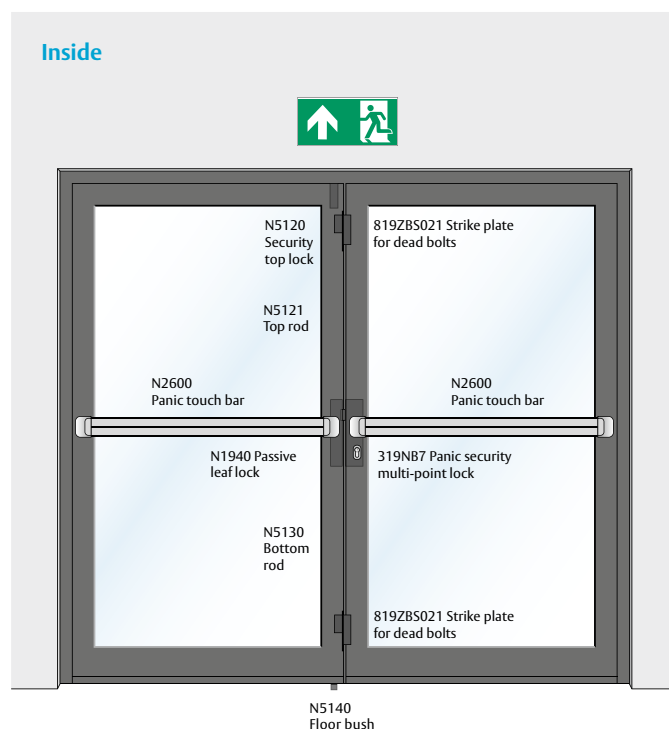 Inside
N5120
Security
top lock
819ZBS021 Strike plate
for dead bolts
N5121
Top rod
N2600
Panic touch bar
N2600
Panic touch bar
N1940 Passive
leaf lock
319NB7 Panic security
multi-point lock
N5130
Bottom
rod
819ZBS021 Strike plate
for dead bolts
N5140
Floor bush